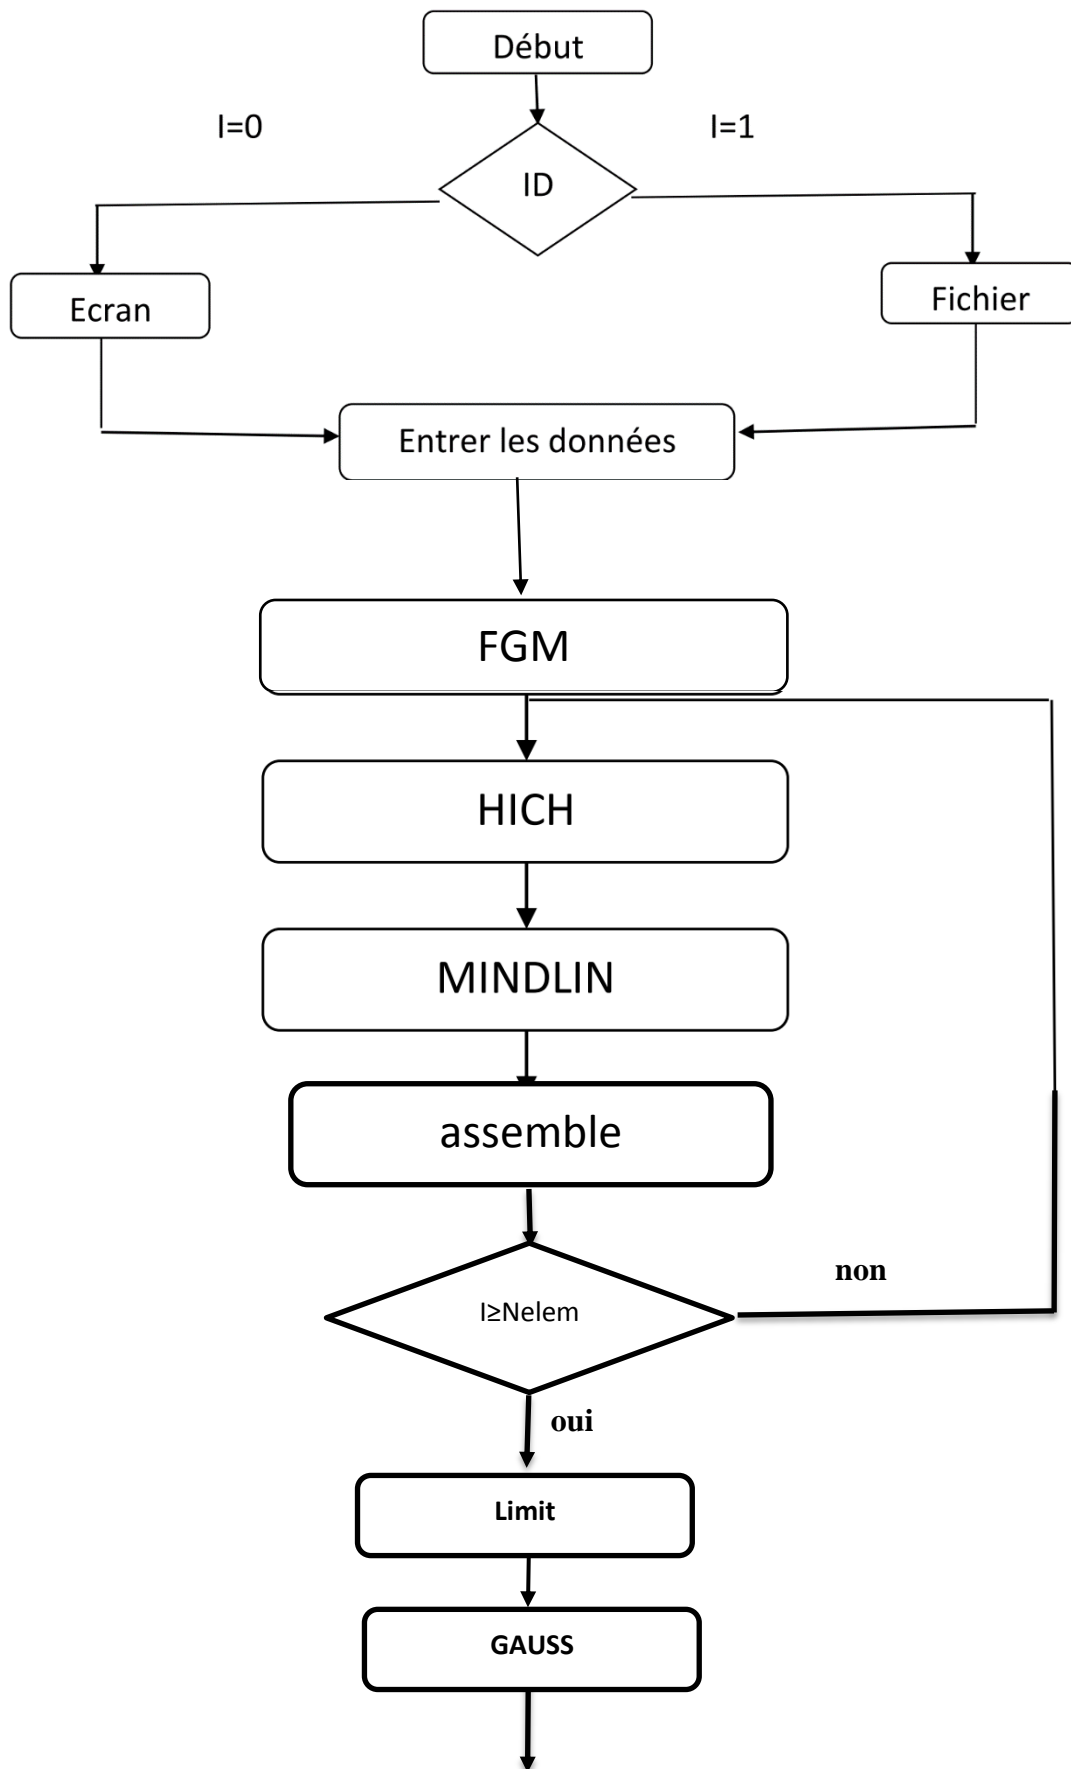 Début
I=0
I=1
ID
Ecran
Fichier
Entrer les données
FGM
HICH
MINDLIN
assemble
non
I≥Nelem
oui
Limit
GAUSS